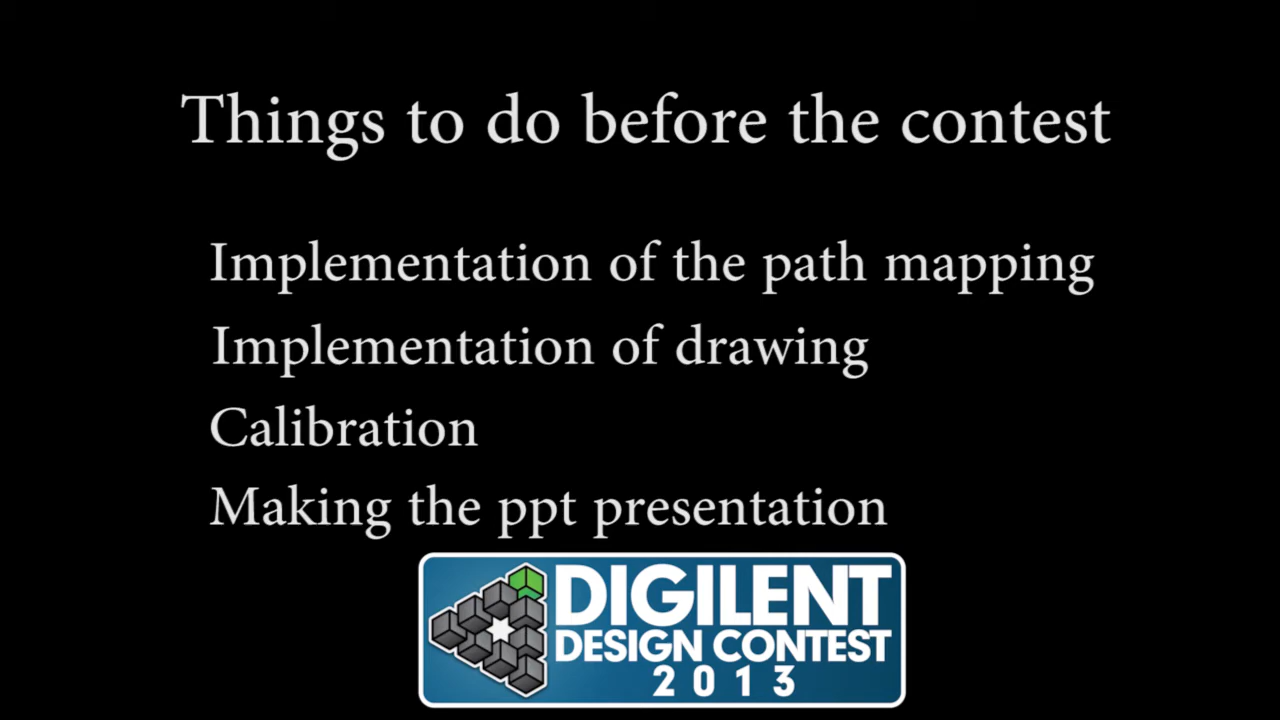 Things to do before the contest
Implementation of the path mapping
Implementation of drawing
Calibration
Making the ppt presentation
DIGILENT
DESIGN CONTEST
2013